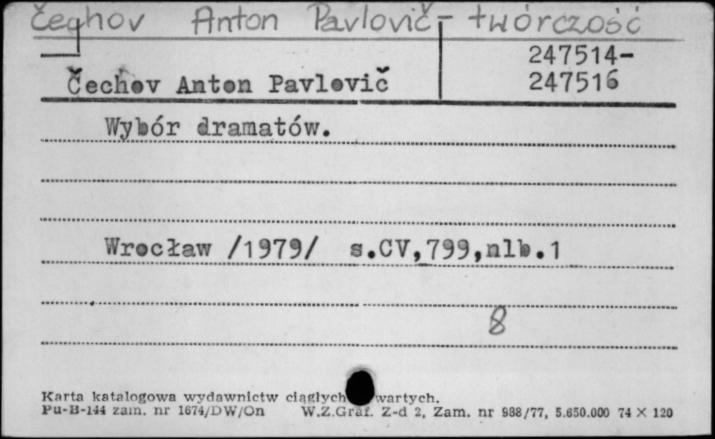 Čechov Anton Pavlovič - twórczość
247514-
Čechov Anton Pavlovič 247516
Wybór dramatów.
Wrocław /1979/ s.CV,799,nlb.1
8
Karta katalogowa wydawnictw ciągłych wartych.
Pu-B-144 zam. nr 1674/DW/On W.Z.Graf. Z-d 2, Zam. nr 988/77, 5.650.000 74 × 120